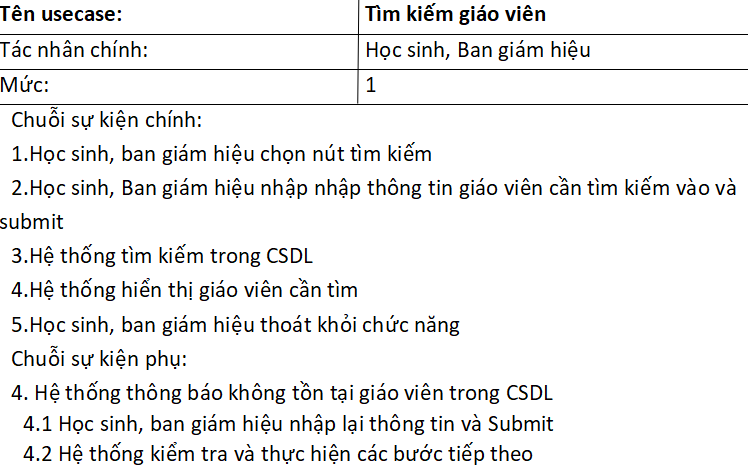 Tên usecase: Tìm kiếm giáo viên
Tác nhân chính: Học sinh, Ban giám hiệu
Mức: 1
Chuỗi sự kiện chính:
1.Học sinh, ban giám hiệu chọn nút tìm kiếm
2.Học sinh, Ban giám hiệu nhập nhập thông tin giáo viên cần tìm kiếm vào và
submit
3.Hệ thống tìm kiếm trong CSDL
4.Hệ thống hiển thị giáo viên cần tìm
5.Học sinh, ban giám hiệu thoát khỏi chức năng
Chuỗi sự kiện phụ:
4. Hệ thống thông báo không tồn tại giáo viên trong CSDL
4.1 Học sinh, ban giám hiệu nhập lại thông tin và Submit
4.2 Hệ thống kiểm tra và thực hiện các bước tiếp theo